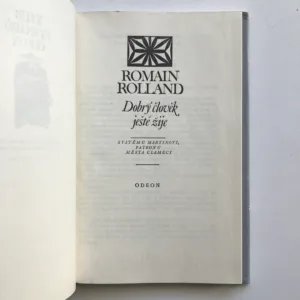 ROMAIN
ROLLAND
Dobrý člověk
ještě žije
SVATÉMU MARTINOVI,
PATRONU
MĚSTA CLAMECY
ODEON